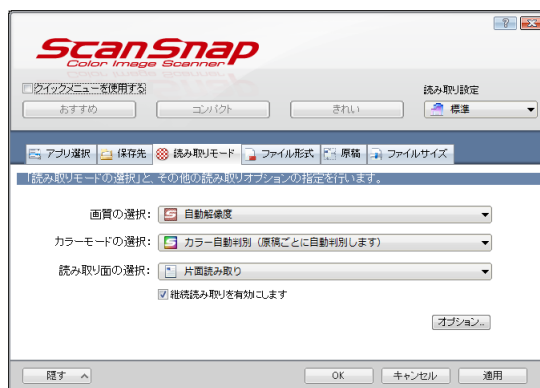 ScanSnap
Color Image Scanner
クイックメニューを使用する
読み取り設定
おすすめ コンパクト きれい 標準
アプリ選択 保存先 読み取りモード ファイル形式 原稿 ファイルサイズ
「読み取りモードの選択」と、その他の読み取りオプションの指定を行います。
画質の選択: 自動解像度
カラーモードの選択: カラー自動判別 (原稿ごとに自動判別します)
読み取り面の選択: 片面読み取り
継続読み取りを有効にします
オプション...
隠す OK キャンセル 適用